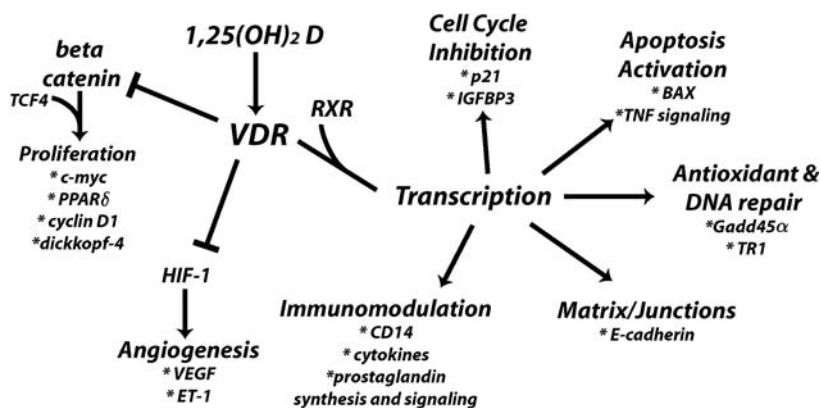 1,25(OH)₂ D
beta
catenin
TCF4
Proliferation
* c-myc
* PPARδ
* cyclin D1
*dickkopf-4
VDR
RXR
HIF-1
Angiogenesis
* VEGF
* ET-1
Transcription
Cell Cycle
Inhibition
* p21
* IGFBP3
Apoptosis
Activation
* BAX
*TNF signaling
Antioxidant &
DNA repair
*Gadd45α
* TR1
Matrix/Junctions
* E-cadherin
Immunomodulation
* CD14
* cytokines
*prostaglandin
synthesis and signaling